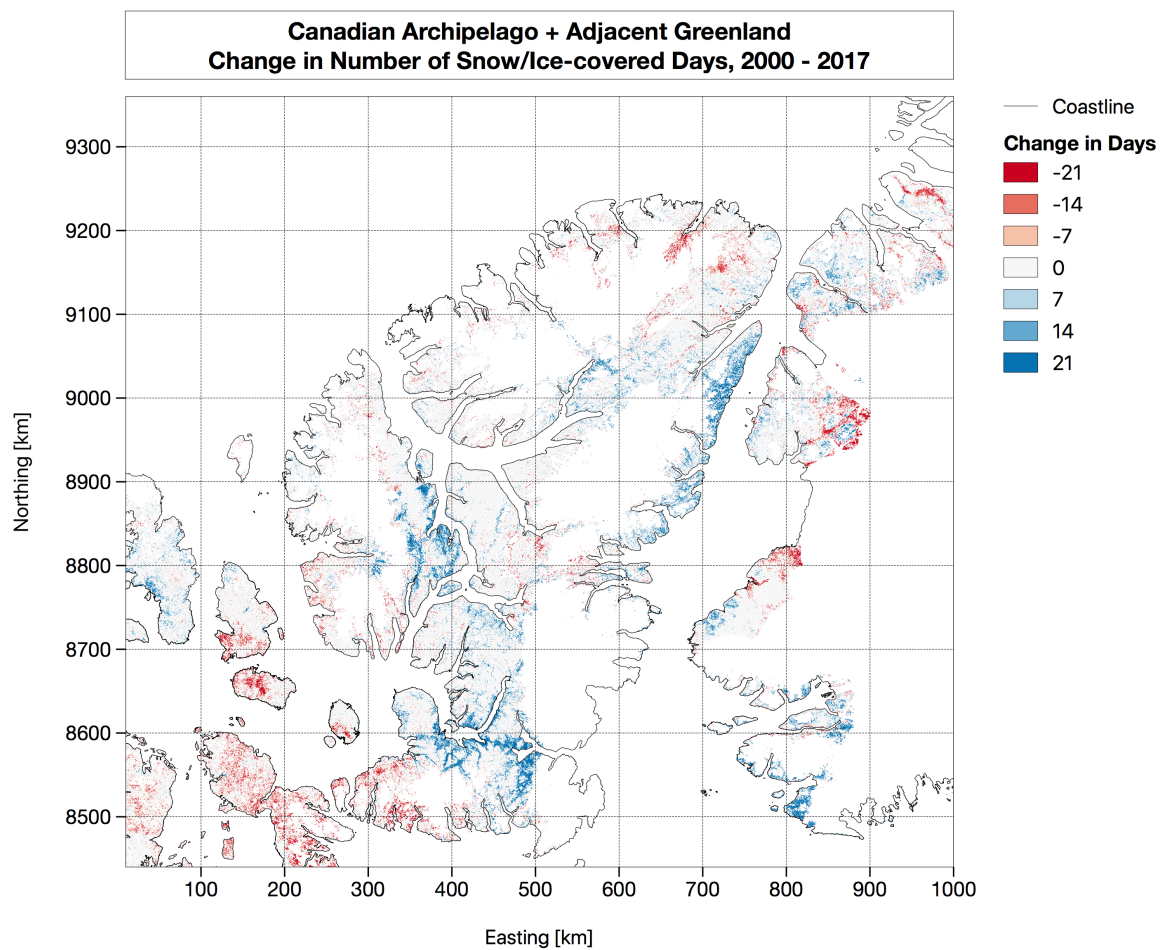 Canadian Archipelago + Adjacent Greenland
Change in Number of Snow/Ice-covered Days, 2000 - 2017
Coastline
Change in Days
-21
-14
-7
0
7
14
21
Northing [km]
9300
9200
9100
9000
8900
8800
8700
8600
8500
100 200 300 400 500 600 700 800 900 1000
Easting [km]